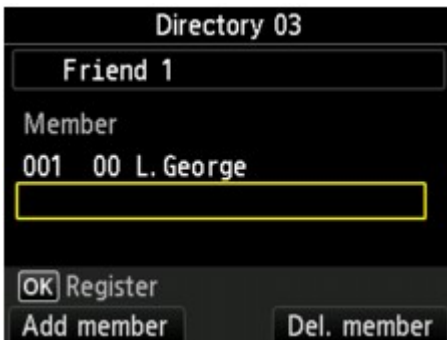 Directory 03
Friend 1
Member
001 00 L.George
OK Register
Add member Del. member